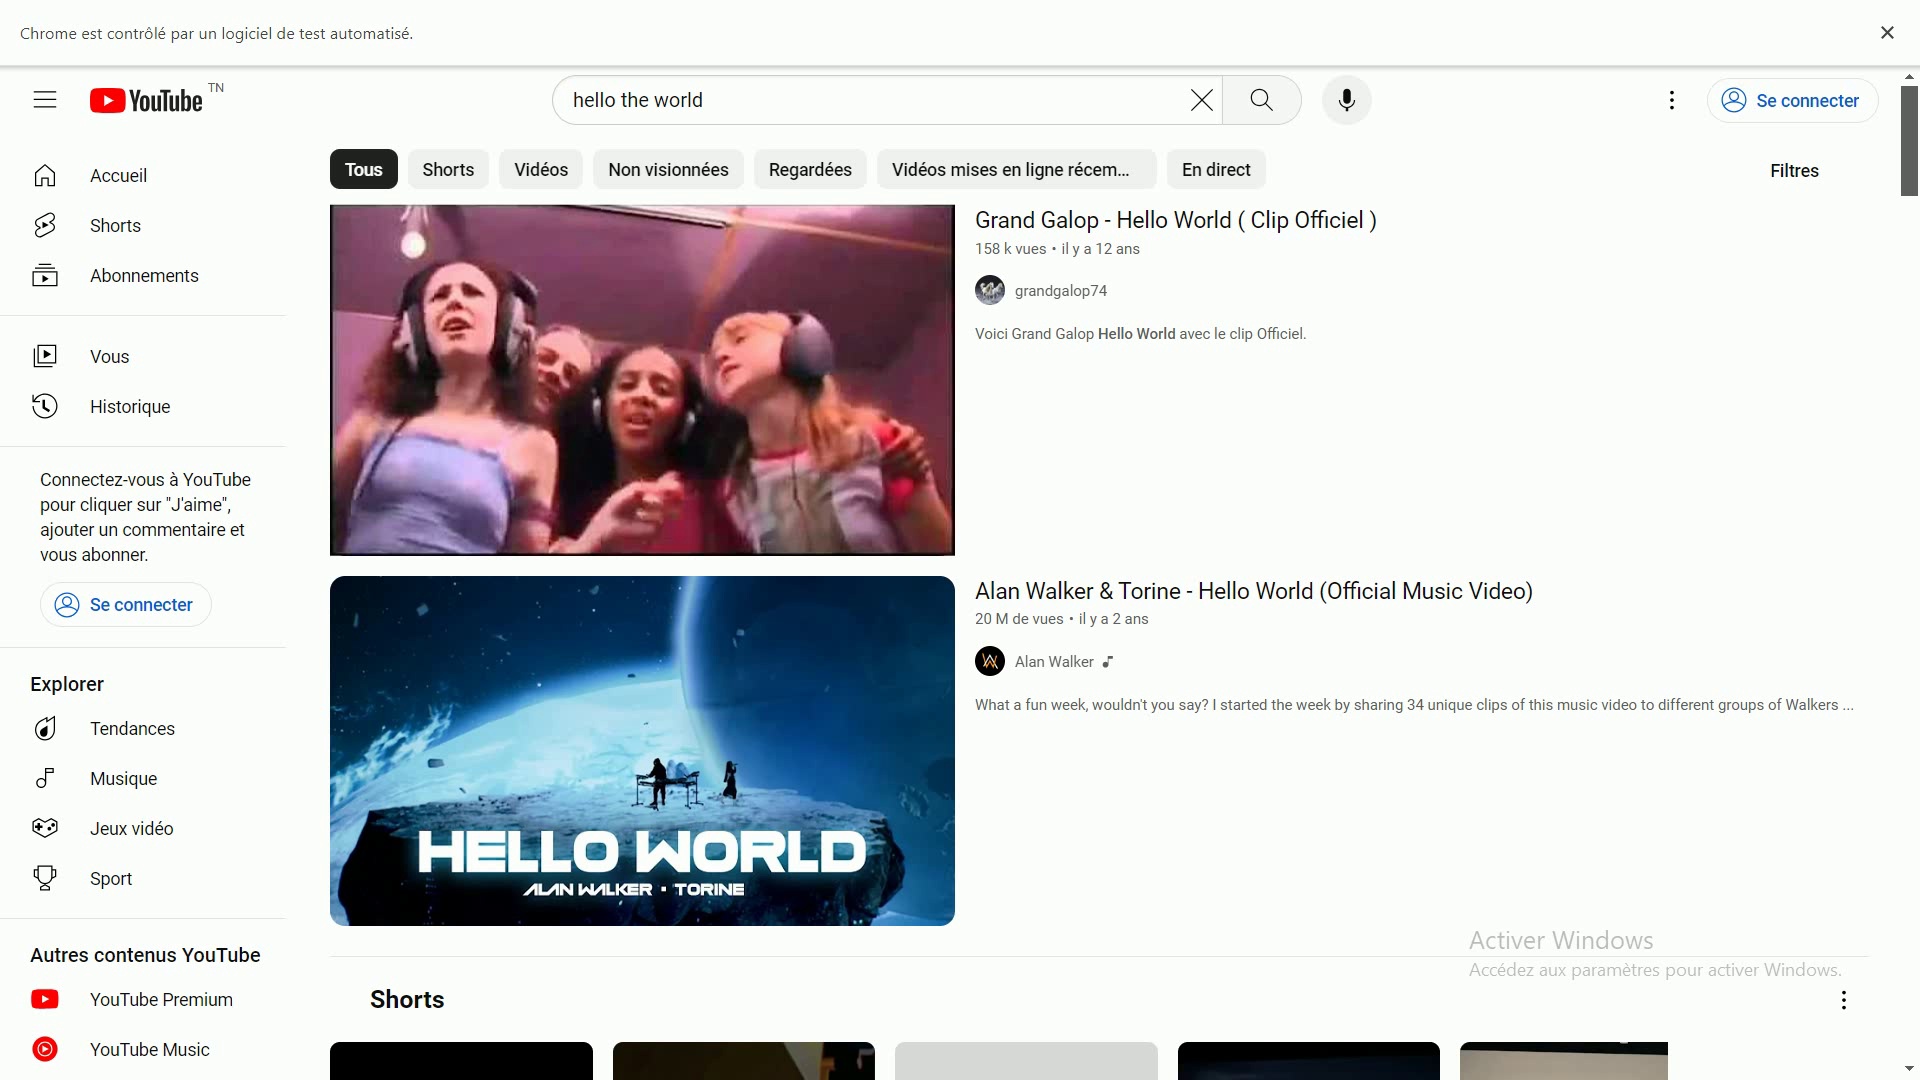 Chrome est contrôlé par un logiciel de test automatisé.
YouTube TN
hello the world
Se connecter
Tous
Shorts
Vidéos
Non visionnées
Regardées
Vidéos mises en ligne récem...
En direct
Filtres
Accueil
Shorts
Abonnements
Vous
Historique
Connectez-vous à YouTube
pour cliquer sur "J'aime",
ajouter un commentaire et
vous abonner.
Se connecter
Explorer
Tendances
Musique
Jeux vidéo
Sport
Autres contenus YouTube
YouTube Premium
YouTube Music
Grand Galop - Hello World ( Clip Officiel )
158 k vues • il y a 12 ans
grandgalop74
Voici Grand Galop Hello World avec le clip Officiel.
HELLO WORLD
ALAN WALKER • TORINE
Alan Walker & Torine - Hello World (Official Music Video)
20 M de vues • il y a 2 ans
Alan Walker
What a fun week, wouldn't you say? I started the week by sharing 34 unique clips of this music video to different groups of Walkers ...
Activer Windows
Accédez aux paramètres pour activer Windows.
Shorts